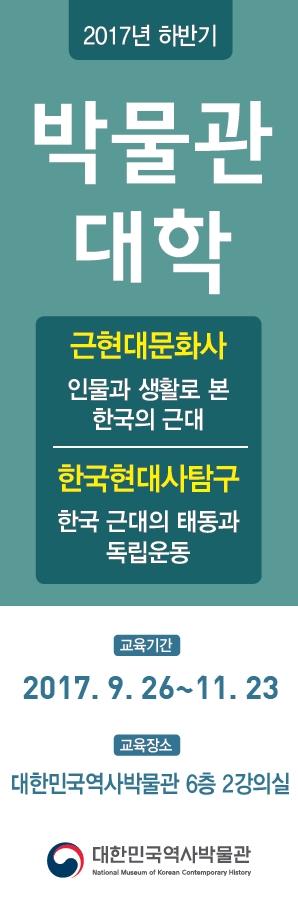 2017년 하반기
박물관
대학
근현대문화사
인물과 생활로 본
한국의 근대
한국현대사탐구
한국 근대의 태동과
독립운동
교육기간
2017. 9. 26~11. 23
교육장소
대한민국역사박물관 6층 2강의실
대한민국역사박물관
National Museum of Korean Contemporary History